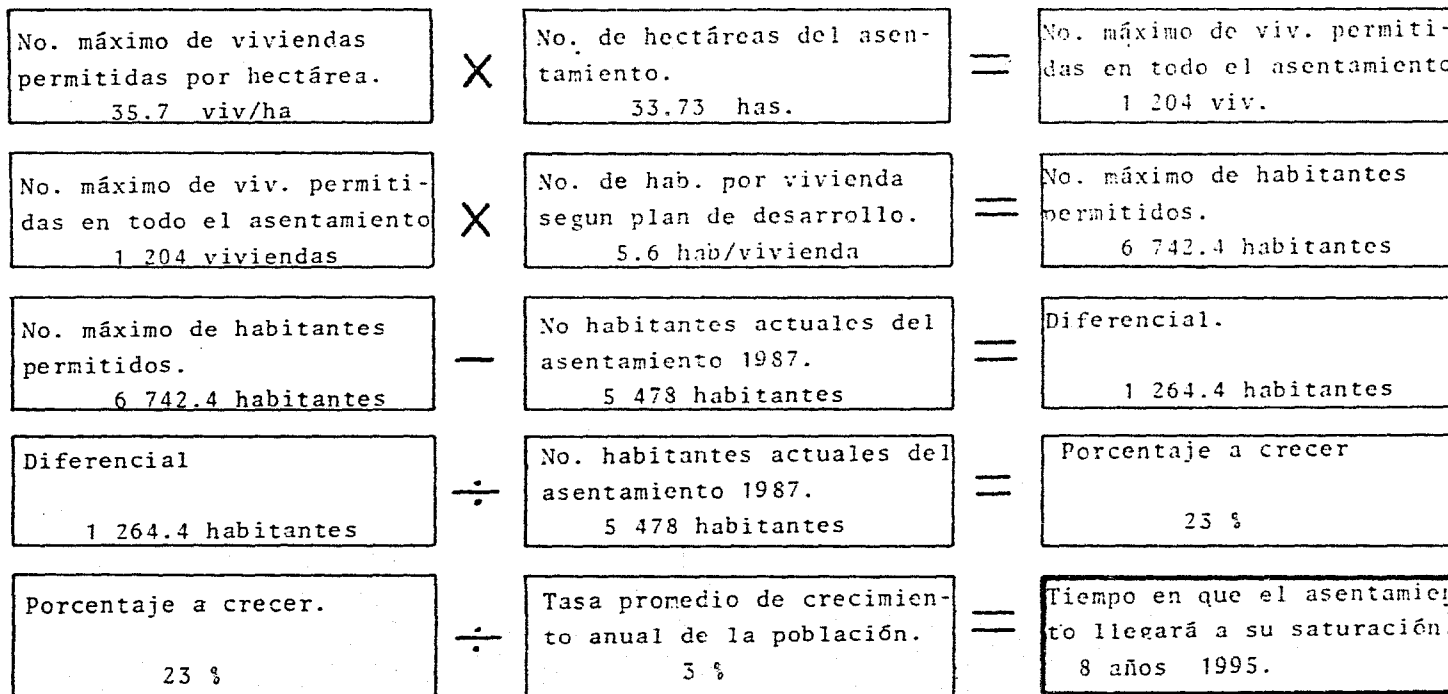 No. máximo de viviendas
permitidas por hectárea.
35.7 viv/ha
X
No. de hectáreas del asen-
tamiento.
33.73 has.
=
No. máximo de viv. permiti-
das en todo el asentamiento
1 204 viv.
No. máximo de viv. permiti-
das en todo el asentamiento
1 204 viviendas
X
No. de hab. por vivienda
segun plan de desarrollo.
5.6 hab/vivienda
=
No. máximo de habitantes
permitidos.
6 742.4 habitantes
No. máximo de habitantes
permitidos.
6 742.4 habitantes
—
No habitantes actuales del
asentamiento 1987.
5 478 habitantes
=
Diferencial.
1 264.4 habitantes
Diferencial
1 264.4 habitantes
÷
No. habitantes actuales del
asentamiento 1987.
5 478 habitantes
=
Porcentaje a crecer
23 %
Porcentaje a crecer.
23 %
÷
Tasa promedio de crecimien-
to anual de la población.
3 %
=
Tiempo en que el asentamien
to llegará a su saturación.
8 años 1995.